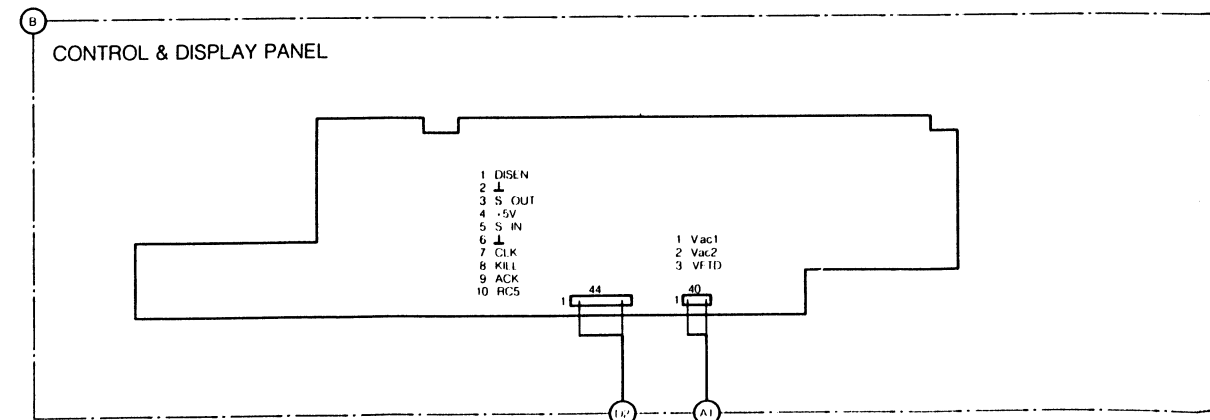 B
CONTROL & DISPLAY PANEL
1 DISEN
2 ⊥
3 S OUT
4 +5V
5 S IN
6 ⊥
7 CLK
8 KILL
9 ACK
10 RC5
1 Vac1
2 Vac2
3 VFTD
44
1
40
1
A1